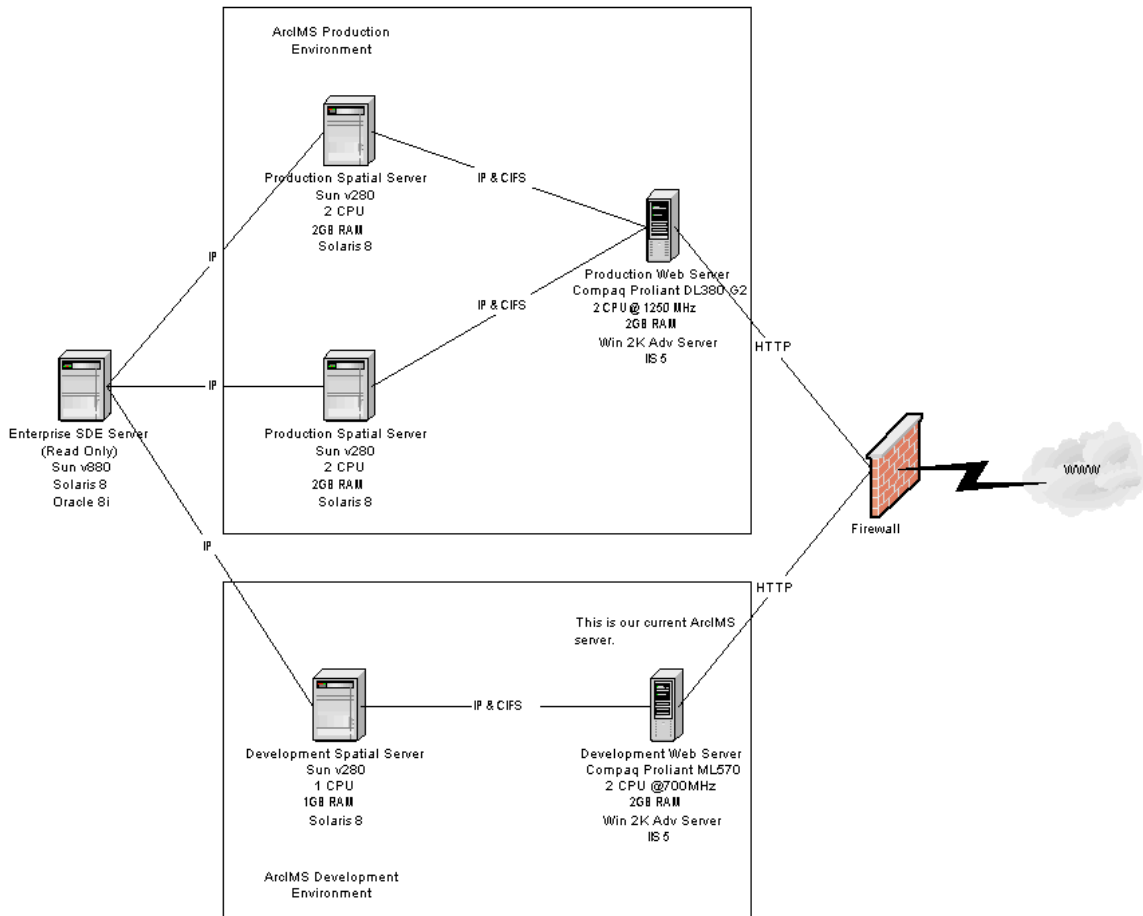 ArcIMS Production
Environment
Production Spatial Server
Sun v280
2 CPU
2GB RAM
Solaris 8
IP & CIFS
IP
Production Web Server
Compaq Proliant DL380 G2
2 CPU @ 1250 MHz
2GB RAM
Win 2K Adv Server
IIS 5
IP & CIFS
HTTP
IP
Enterprise SDE Server
(Read Only)
Sun v880
Solaris 8
Oracle 8i
Production Spatial Server
Sun v280
2 CPU
2GB RAM
Solaris 8
WWW
Firewall
IP
HTTP
This is our current ArcIMS
server.
IP & CIFS
Development Spatial Server
Sun v280
1 CPU
1GB RAM
Solaris 8
Development Web Server
Compaq Proliant ML570
2 CPU @700MHz
2GB RAM
Win 2K Adv Server
IIS 5
ArcIMS Development
Environment